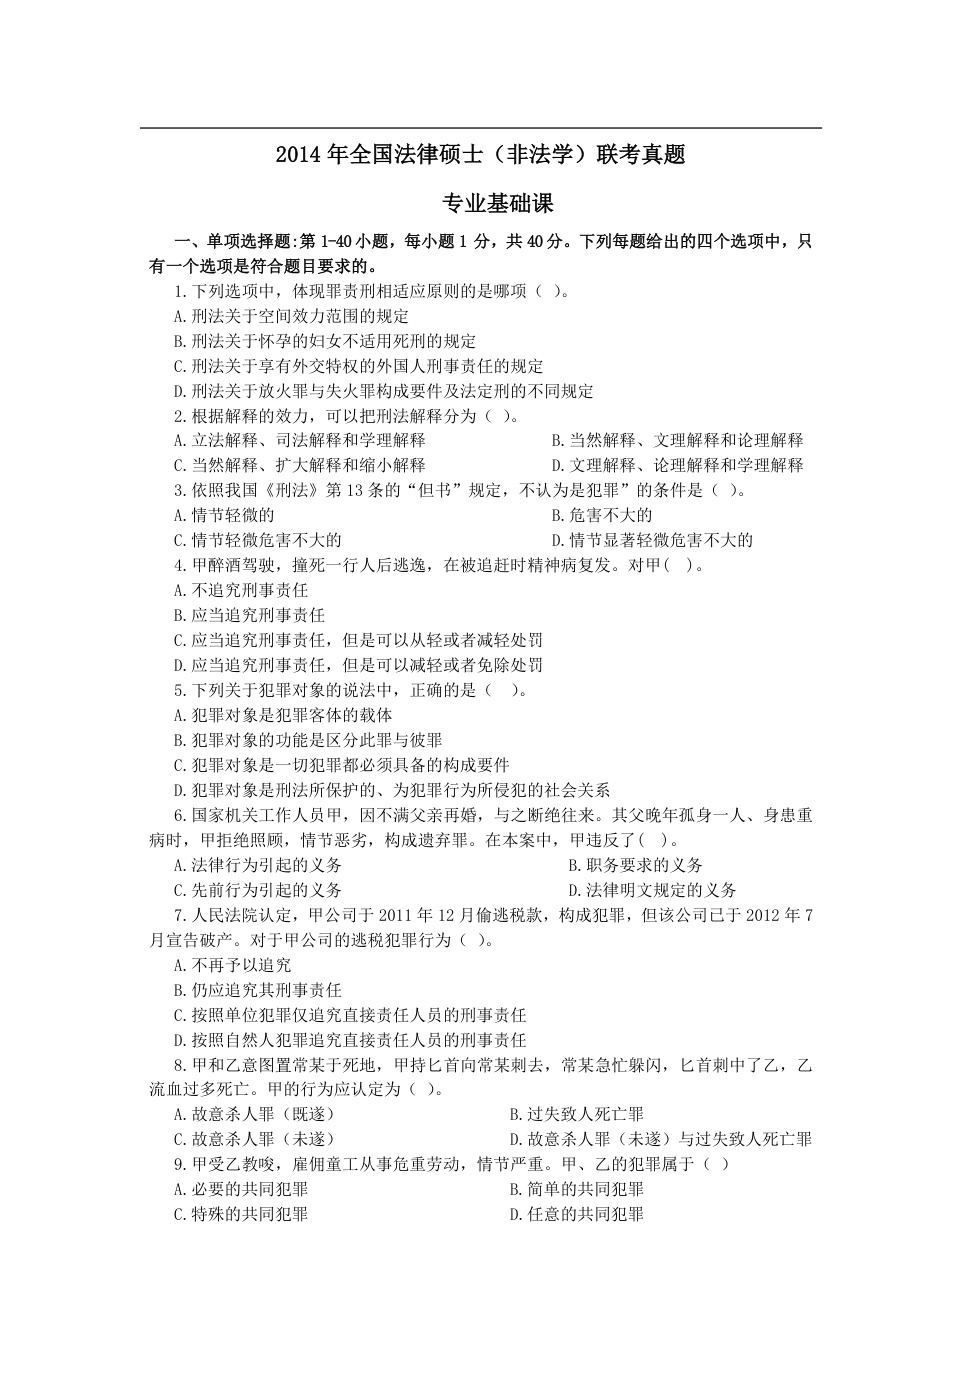 2014 年全国法律硕士（非法学）联考真题
专业基础课
一、单项选择题:第 1-40 小题，每小题 1 分，共 40 分。下列每题给出的四个选项中，只
有一个选项是符合题目要求的。
1.下列选项中，体现罪责刑相适应原则的是哪项（ ）。
A.刑法关于空间效力范围的规定
B.刑法关于怀孕的妇女不适用死刑的规定
C.刑法关于享有外交特权的外国人刑事责任的规定
D.刑法关于放火罪与失火罪构成要件及法定刑的不同规定
2.根据解释的效力，可以把刑法解释分为（ ）。
A.立法解释、司法解释和学理解释 B.当然解释、文理解释和论理解释
C.当然解释、扩大解释和缩小解释 D.文理解释、论理解释和学理解释
3.依照我国《刑法》第 13 条的“但书”规定，不认为是犯罪”的条件是（ ）。
A.情节轻微的 B.危害不大的
C.情节轻微危害不大的 D.情节显著轻微危害不大的
4.甲醉酒驾驶，撞死一行人后逃逸，在被追赶时精神病复发。对甲( )。
A.不追究刑事责任
B.应当追究刑事责任
C.应当追究刑事责任，但是可以从轻或者减轻处罚
D.应当追究刑事责任，但是可以减轻或者免除处罚
5.下列关于犯罪对象的说法中，正确的是（ ）。
A.犯罪对象是犯罪客体的载体
B.犯罪对象的功能是区分此罪与彼罪
C.犯罪对象是一切犯罪都必须具备的构成要件
D.犯罪对象是刑法所保护的、为犯罪行为所侵犯的社会关系
6.国家机关工作人员甲，因不满父亲再婚，与之断绝往来。其父晚年孤身一人、身患重
病时，甲拒绝照顾，情节恶劣，构成遗弃罪。在本案中，甲违反了( )。
A.法律行为引起的义务 B.职务要求的义务
C.先前行为引起的义务 D.法律明文规定的义务
7.人民法院认定，甲公司于 2011 年 12 月偷逃税款，构成犯罪，但该公司已于 2012 年 7
月宣告破产。对于甲公司的逃税犯罪行为（ ）。
A.不再予以追究
B.仍应追究其刑事责任
C.按照单位犯罪仅追究直接责任人员的刑事责任
D.按照自然人犯罪追究直接责任人员的刑事责任
8.甲和乙意图置常某于死地，甲持匕首向常某刺去，常某急忙躲闪，匕首刺中了乙，乙
流血过多死亡。甲的行为应认定为（ ）。
A.故意杀人罪（既遂） B.过失致人死亡罪
C.故意杀人罪（未遂） D.故意杀人罪（未遂）与过失致人死亡罪
9.甲受乙教唆，雇佣童工从事危重劳动，情节严重。甲、乙的犯罪属于（ ）
A.必要的共同犯罪 B.简单的共同犯罪
C.特殊的共同犯罪 D.任意的共同犯罪